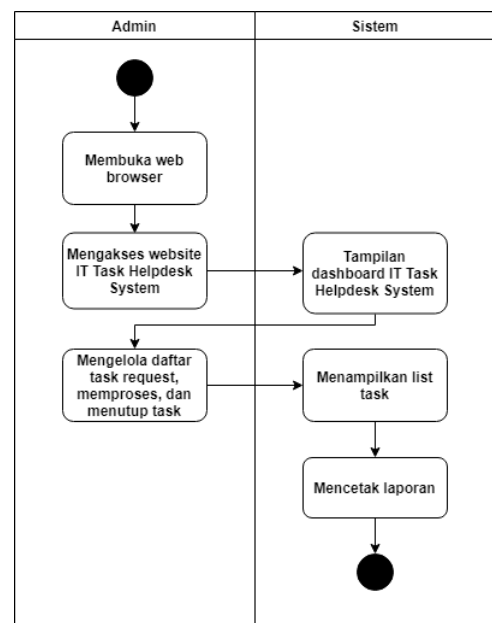 Admin
Sistem
Membuka web
browser
Mengakses website
IT Task Helpdesk
System
Tampilan
dashboard IT Task
Helpdesk System
Mengelola daftar
task request,
memproses, dan
menutup task
Menampilkan list
task
Mencetak laporan